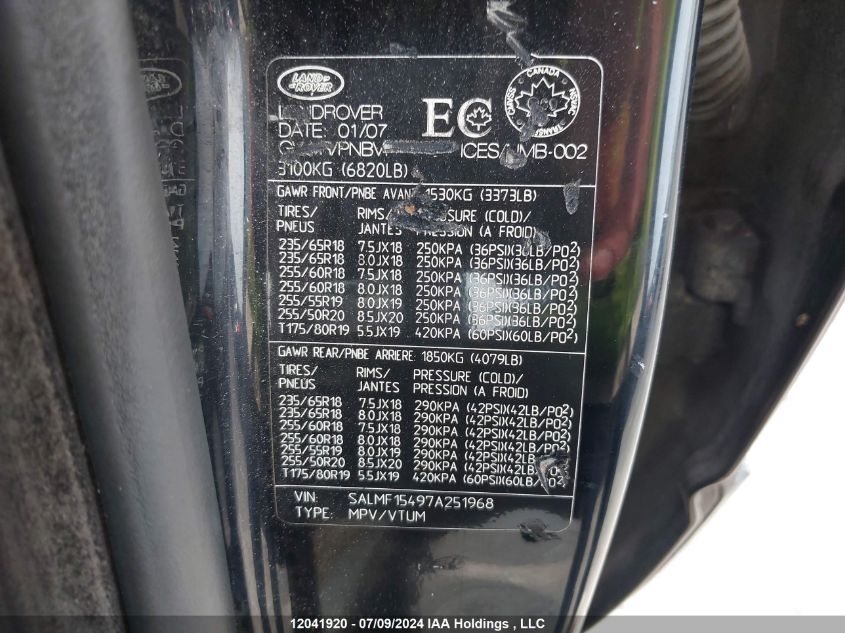 LAND ROVER
LANDROVER
DATE: 01/07
EC
CANADA
CMVSS NSVAC
TRANSPORT
ICES/NMB-002
3100KG (6820LB)
GAWR FRONT/PNBE AVANT 1530KG (3373LB)
TIRES/ RIMS/ PRESSURE (COLD)/
PNEUS JANTES PRESSION (A FROID)
235/65R18 7.5JX18 250KPA (36PSI)(36LB/PO2)
235/65R18 8.0JX18 250KPA (36PSI)(36LB/PO2)
255/60R18 7.5JX18 250KPA (36PSI)(36LB/PO2)
255/60R18 8.0JX18 250KPA (36PSI)(36LB/PO2)
255/55R19 8.0JX19 250KPA (36PSI)(36LB/PO2)
255/50R20 8.5JX20 250KPA (36PSI)(36LB/PO2)
T175/80R19 5.5JX19 420KPA (60PSI)(60LB/PO2)
GAWR REAR/PNBE ARRIERE: 1850KG (4079LB)
TIRES/ RIMS/ PRESSURE (COLD)/
PNEUS JANTES PRESSION (A FROID)
235/65R18 7.5JX18 290KPA (42PSI)(42LB/PO2)
235/65R18 8.0JX18 290KPA (42PSI)(42LB/PO2)
255/60R18 7.5JX18 290KPA (42PSI)(42LB/PO2)
255/60R18 8.0JX18 290KPA (42PSI)(42LB/PO2)
255/55R19 8.0JX19 290KPA (42PSI)(42LB/PO2)
255/50R20 8.5JX20 290KPA (42PSI)(42LB/PO2)
T175/80R19 5.5JX19 420KPA (60PSI)(60LB/PO2)
VIN: SALMF15497A251968
TYPE: MPV/VTUM
12041920 - 07/09/2024 IAA Holdings , LLC